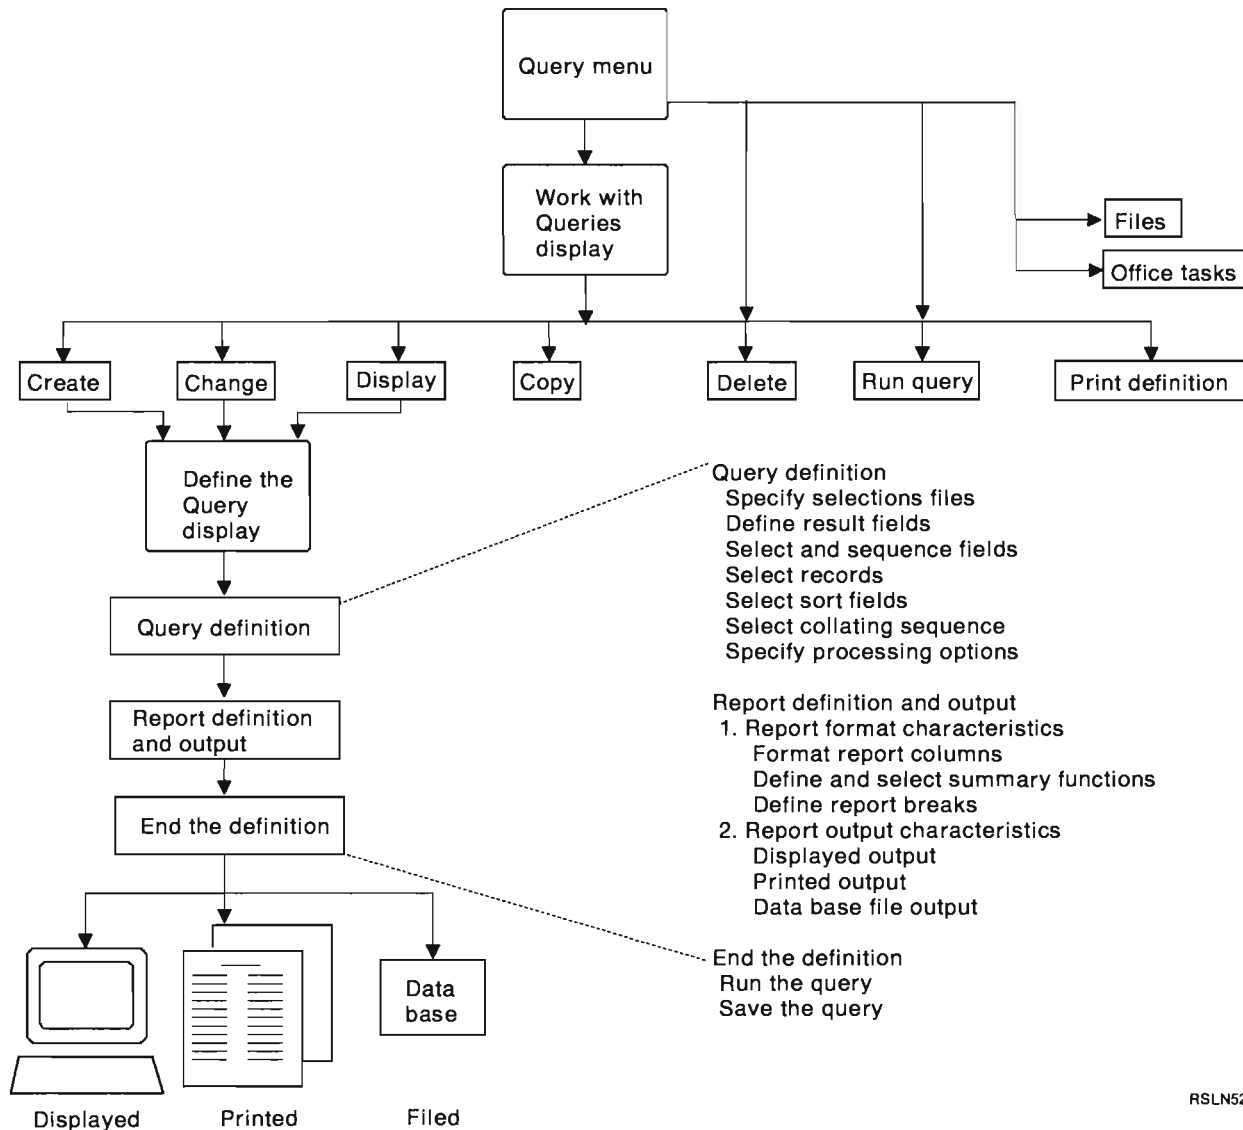 Query menu
Work with
Queries
display
Files
Office tasks
Create
Change
Display
Copy
Delete
Run query
Print definition
Define the
Query
display
Query definition
Report definition
and output
End the definition
Data
base
Displayed
Printed
Filed
Query definition
Specify selections files
Define result fields
Select and sequence fields
Select records
Select sort fields
Select collating sequence
Specify processing options
Report definition and output
1. Report format characteristics
Format report columns
Define and select summary functions
Define report breaks
2. Report output characteristics
Displayed output
Printed output
Data base file output
End the definition
Run the query
Save the query
RSLN52